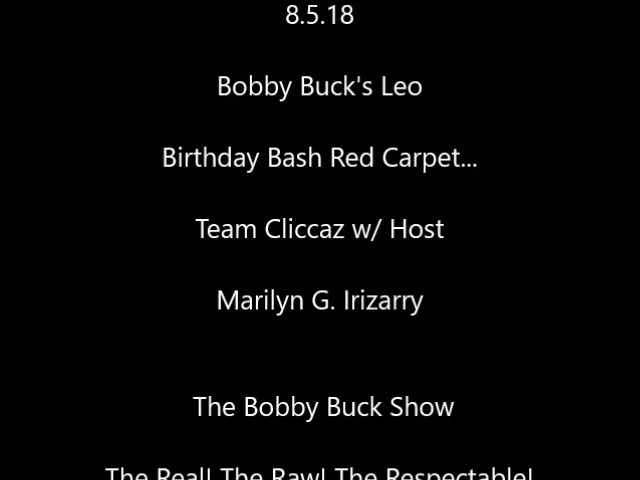 8.5.18
Bobby Buck's Leo
Birthday Bash Red Carpet...
Team Cliccaz w/ Host
Marilyn G. Irizarry
The Bobby Buck Show
The Real! The Raw! The Respectable!